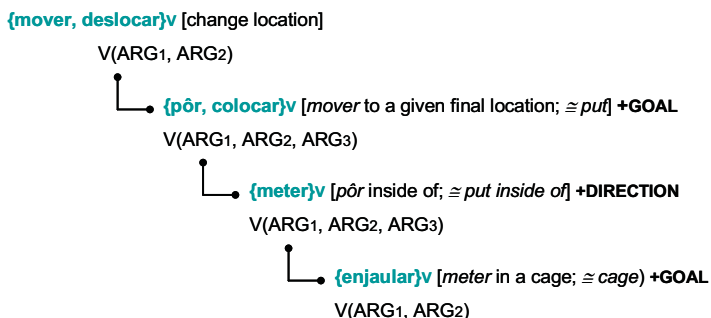 {mover, deslocar}v [change location]
V(ARG1, ARG2)
{pôr, colocar}v [mover to a given final location; ≅ put] +GOAL
V(ARG1, ARG2, ARG3)
{meter}v [pôr inside of; ≅ put inside of] +DIRECTION
V(ARG1, ARG2, ARG3)
{enjaular}v [meter in a cage; ≅ cage) +GOAL
V(ARG1, ARG2)